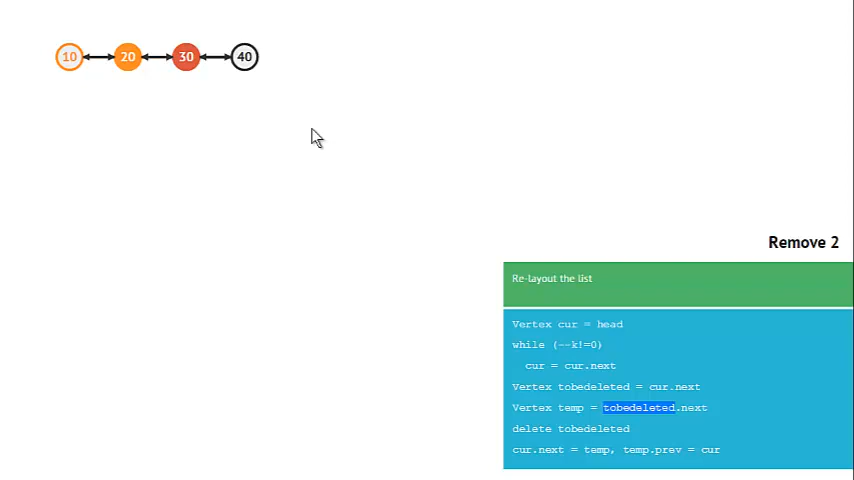 10 20 30 40
Remove 2
Re-layout the list
Vertex cur = head
while (--k!=0)
cur = cur.next
Vertex tobedeleted = cur.next
Vertex temp = tobedeleted.next
delete tobedeleted
cur.next = temp, temp.prev = cur